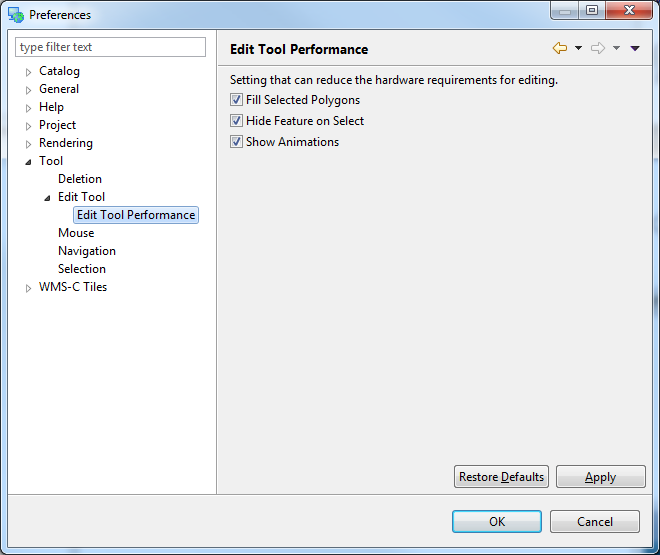 Preferences
type filter text
Catalog
General
Help
Project
Rendering
Tool
Deletion
Edit Tool
Edit Tool Performance
Mouse
Navigation
Selection
WMS-C Tiles
Edit Tool Performance
Setting that can reduce the hardware requirements for editing.
Fill Selected Polygons
Hide Feature on Select
Show Animations
Restore Defaults
Apply
OK
Cancel